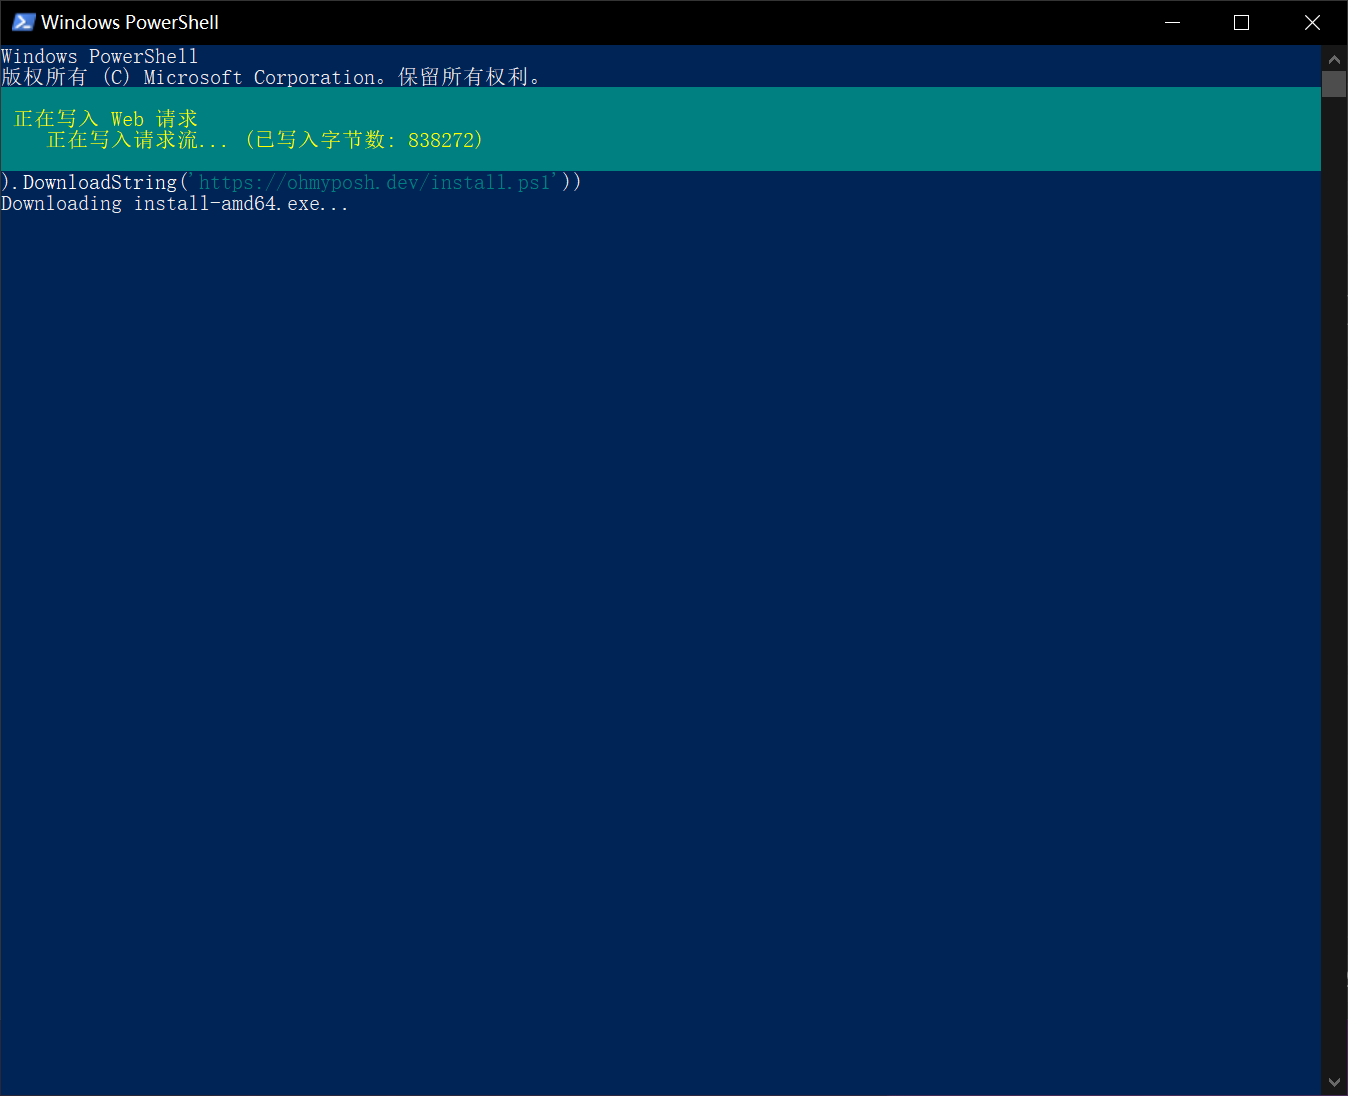 Windows PowerShell
Windows PowerShell
版权所有 (C) Microsoft Corporation。保留所有权利。
正在写入 Web 请求
正在写入请求流... (已写入字节数: 838272)
).DownloadString('https://ohmyposh.dev/install.ps1'))
Downloading install-amd64.exe...